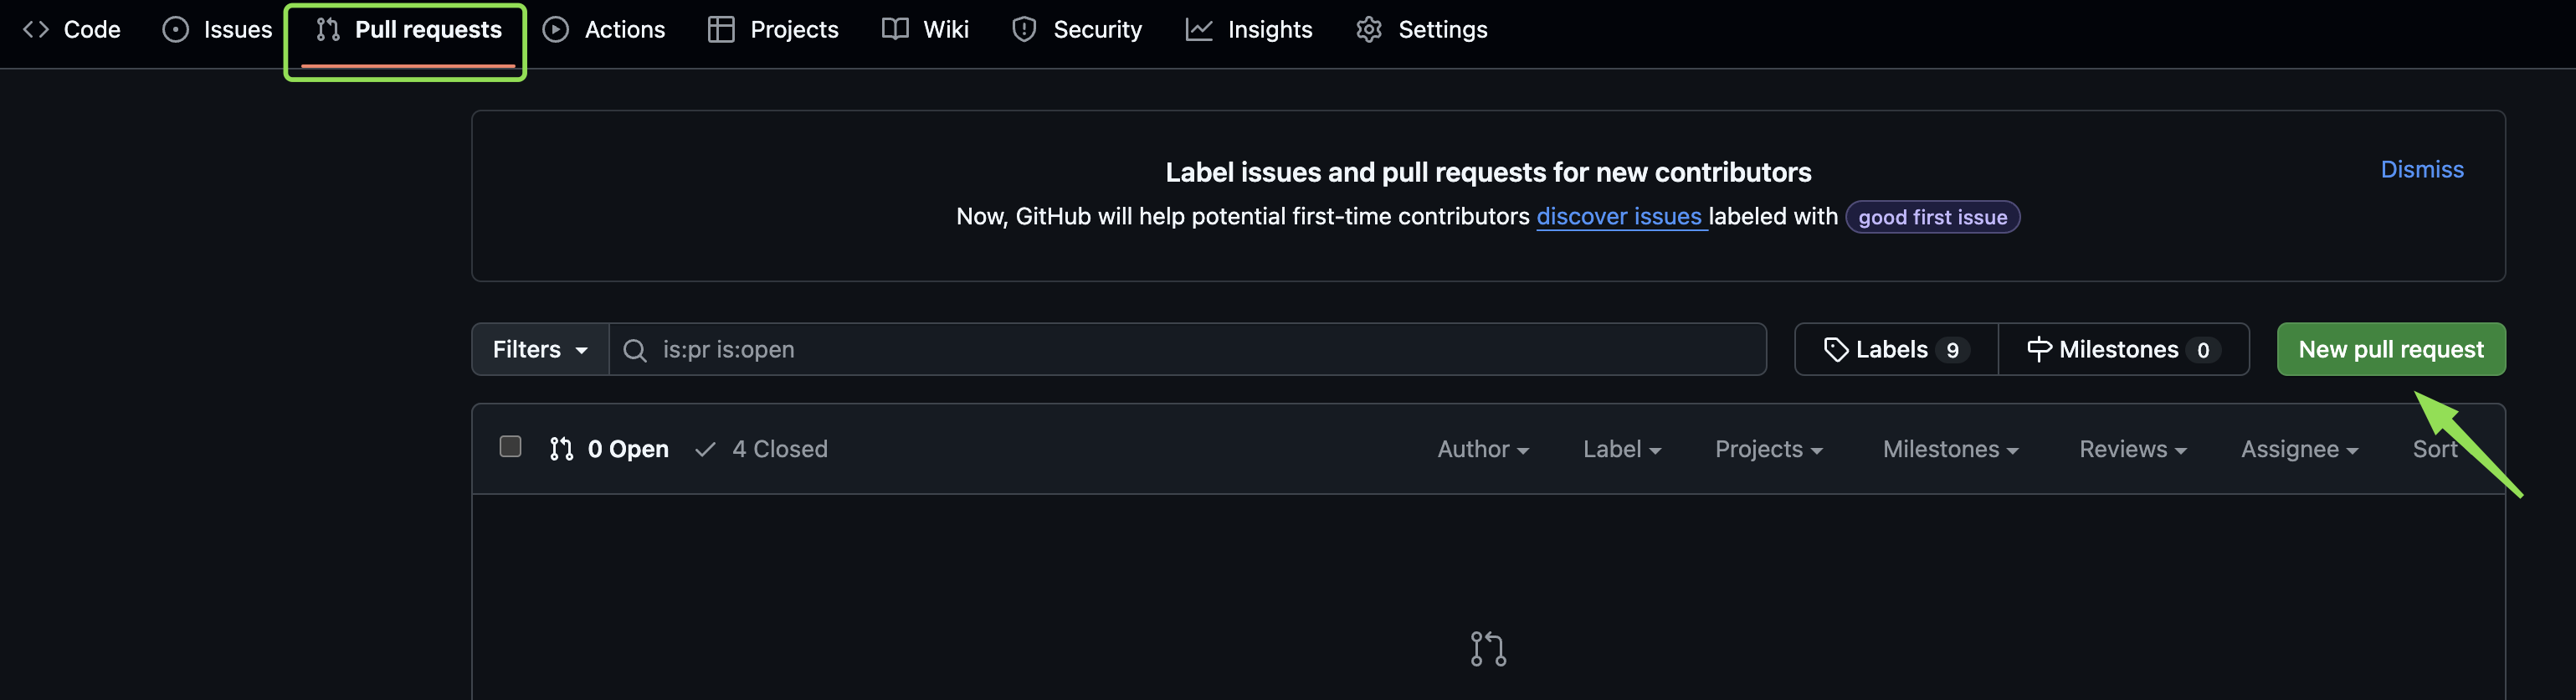 Code Issues Pull requests Actions Projects Wiki Security Insights Settings
Label issues and pull requests for new contributors
Dismiss
Now, GitHub will help potential first-time contributors discover issues labeled with good first issue
Filters is:pr is:open Labels 9 Milestones 0 New pull request
0 Open 4 Closed Author Label Projects Milestones Reviews Assignee Sort